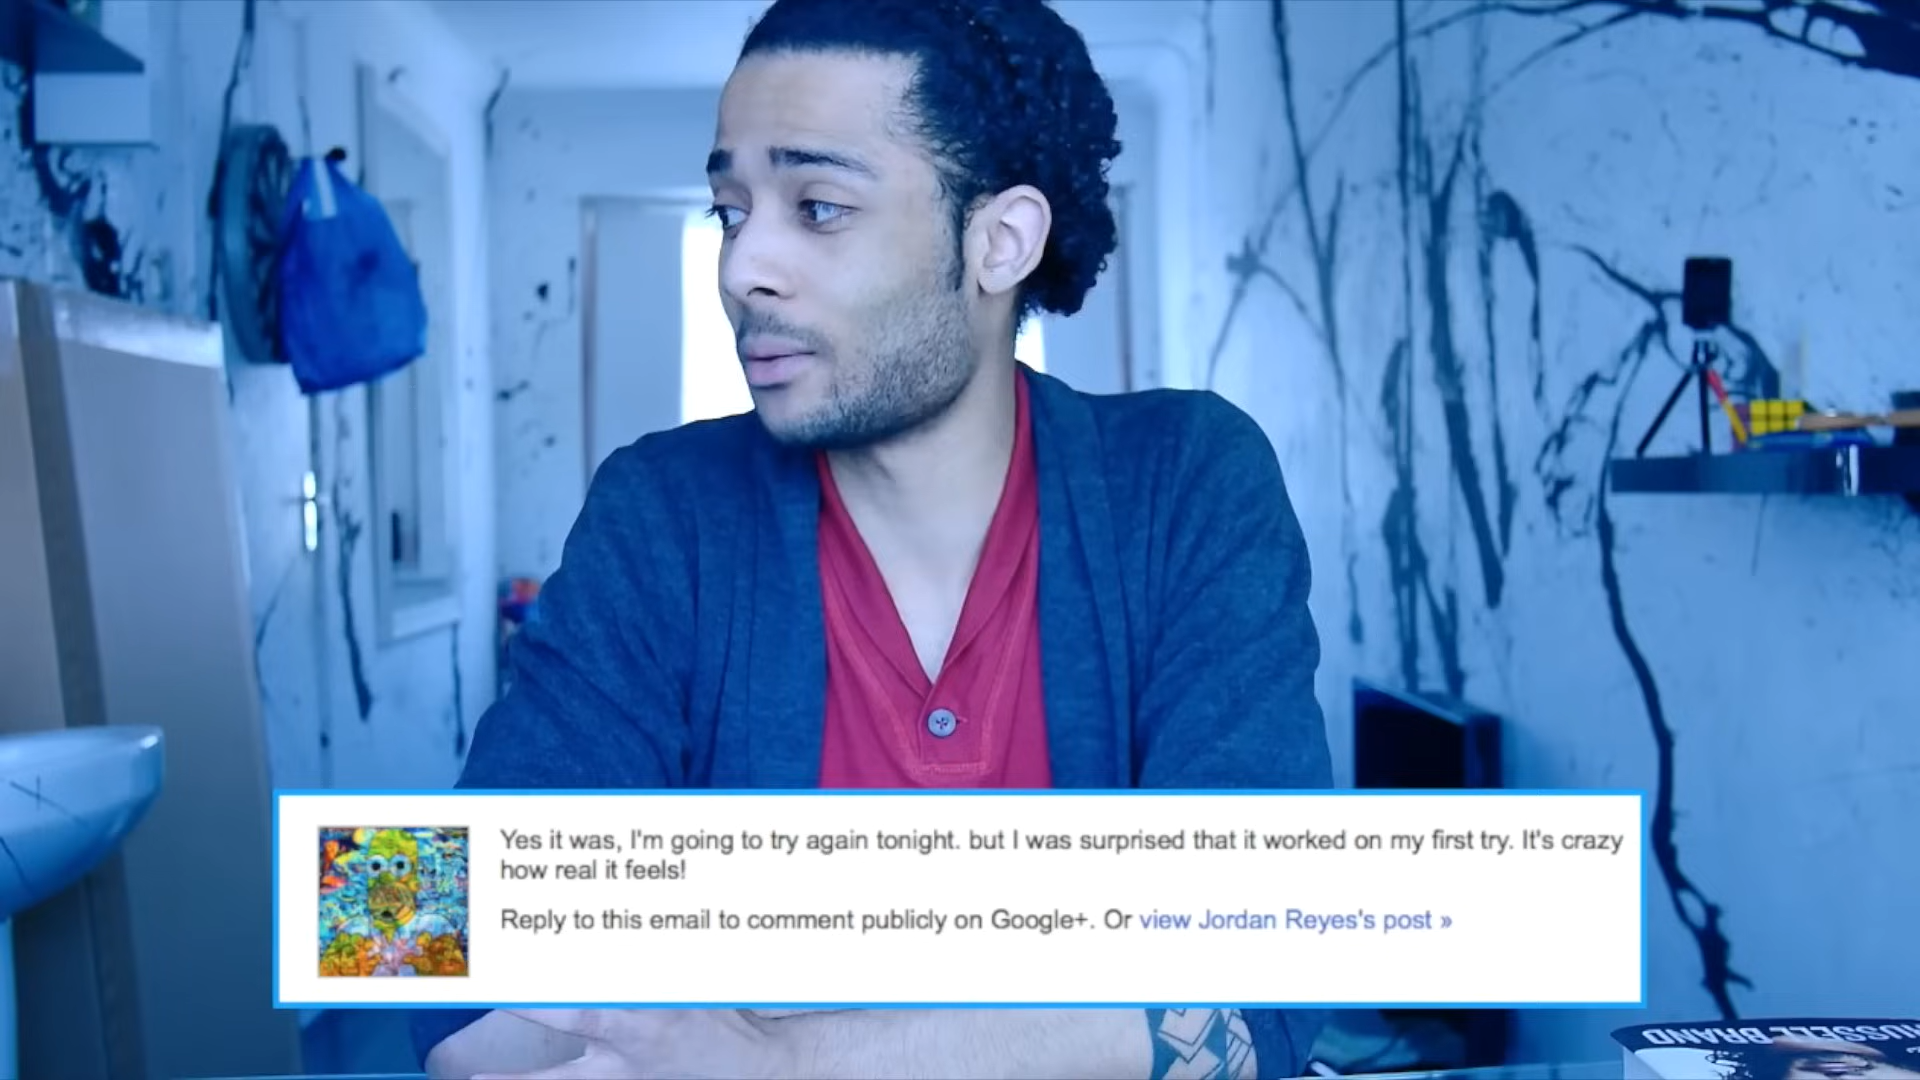 Yes it was, I'm going to try again tonight. but I was surprised that it worked on my first try. It's crazy
how real it feels!
Reply to this email to comment publicly on Google+. Or view Jordan Reyes's post »
RUSSELL BRAND